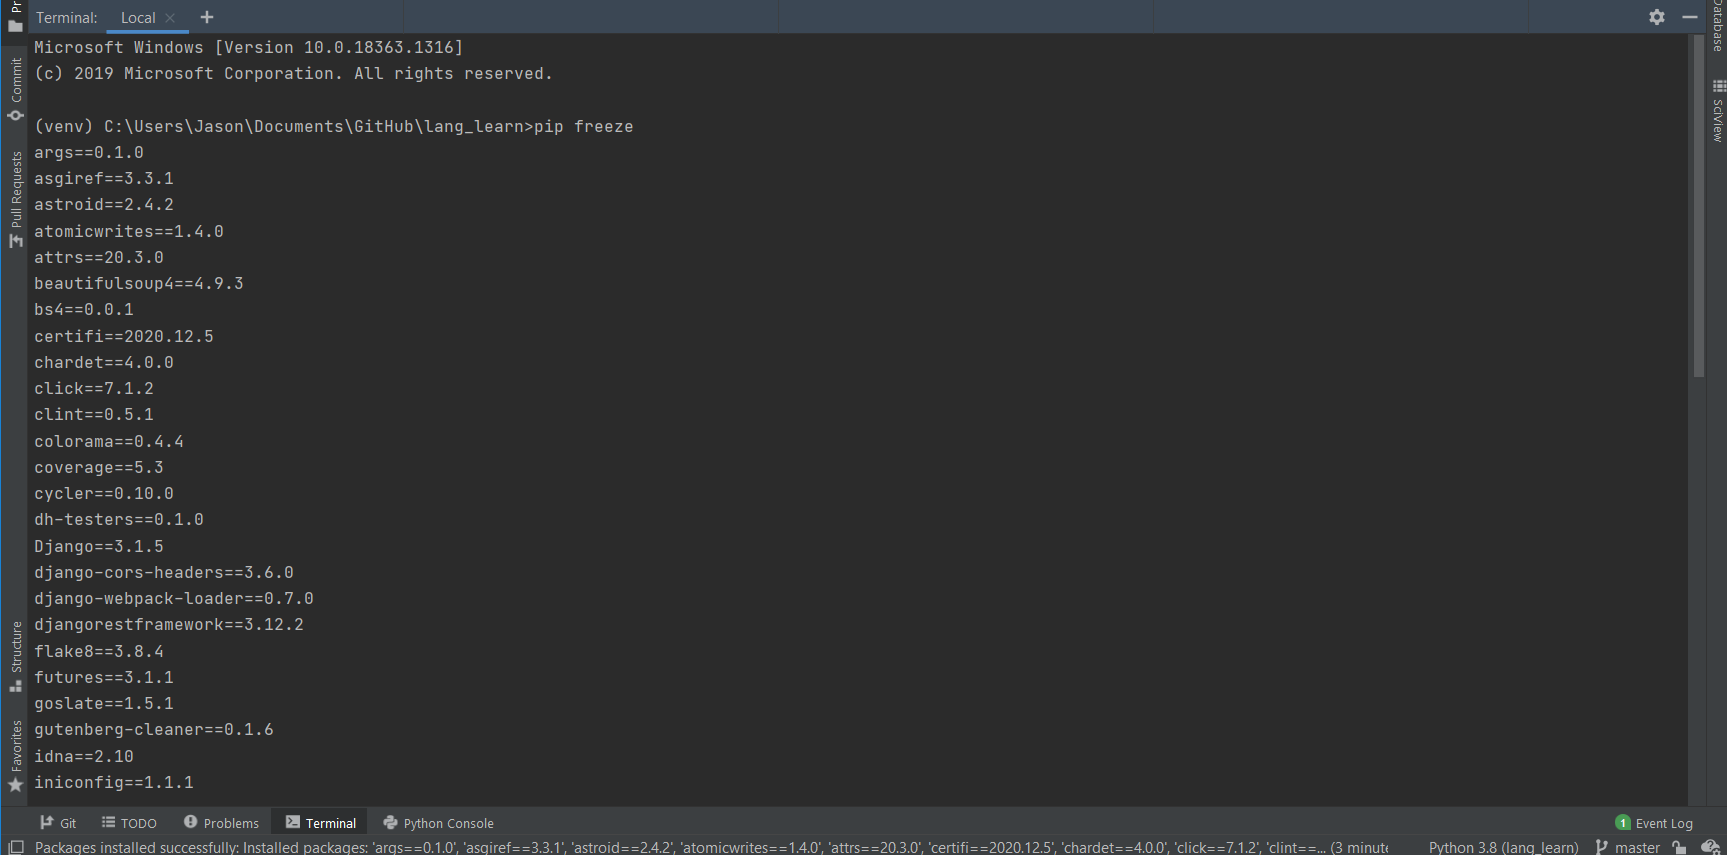 Terminal: Local
Microsoft Windows [Version 10.0.18363.1316]
(c) 2019 Microsoft Corporation. All rights reserved.
(venv) C:\Users\Jason\Documents\GitHub\lang_learn>pip freeze
args==0.1.0
asgiref==3.3.1
astroid==2.4.2
atomicwrites==1.4.0
attrs==20.3.0
beautifulsoup4==4.9.3
bs4==0.0.1
certifi==2020.12.5
chardet==4.0.0
click==7.1.2
clint==0.5.1
colorama==0.4.4
coverage==5.3
cycler==0.10.0
dh-testers==0.1.0
Django==3.1.5
django-cors-headers==3.6.0
django-webpack-loader==0.7.0
djangorestframework==3.12.2
flake8==3.8.4
futures==3.1.1
goslate==1.5.1
gutenberg-cleaner==0.1.6
idna==2.10
iniconfig==1.1.1
Commit
Pull Requests
Structure
Favorites
Database
SciView
Git TODO Problems Terminal Python Console 1 Event Log
Packages installed successfully: Installed packages: 'args==0.1.0', 'asgiref==3.3.1', 'astroid==2.4.2', 'atomicwrites==1.4.0', 'attrs==20.3.0', 'certifi==2020.12.5', 'chardet==4.0.0', 'click==7.1.2', 'clint==... (3 minute Python 3.8 (lang_learn) master